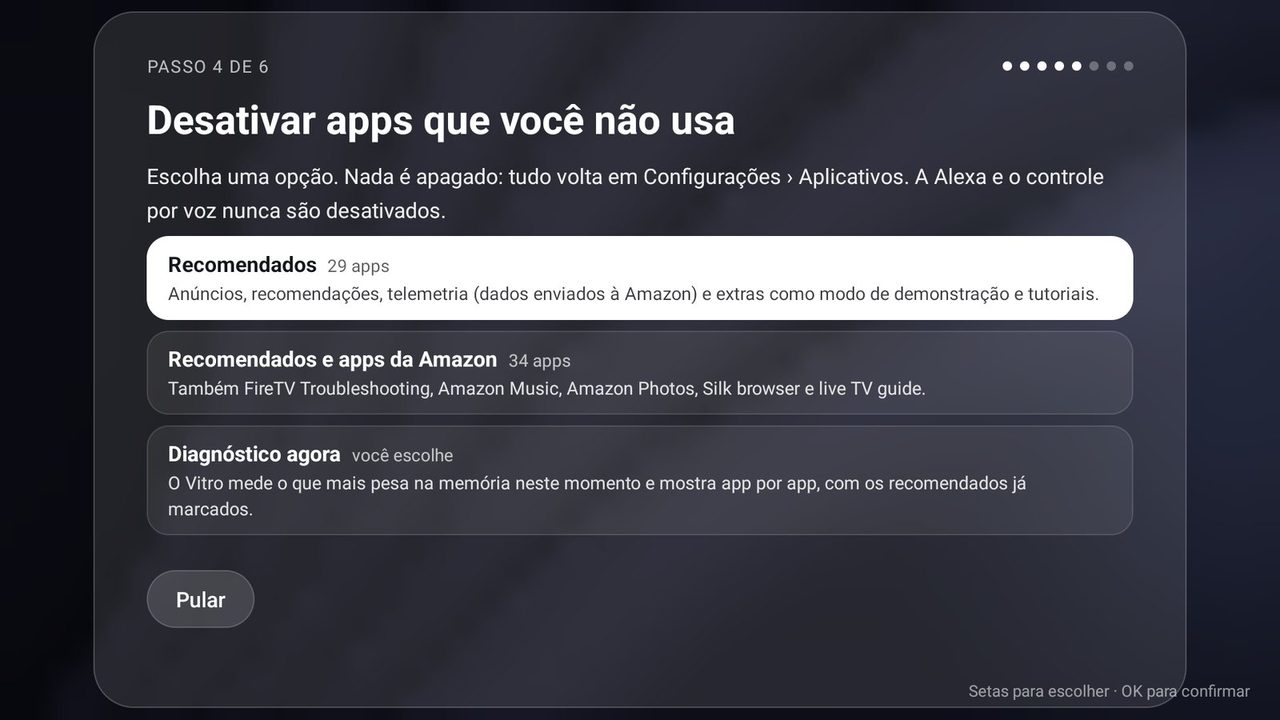 PASSO 4 DE 6
Desativar apps que você não usa
Escolha uma opção. Nada é apagado: tudo volta em Configurações › Aplicativos. A Alexa e o controle
por voz nunca são desativados.
Recomendados 29 apps
Anúncios, recomendações, telemetria (dados enviados à Amazon) e extras como modo de demonstração e tutoriais.
Recomendados e apps da Amazon 34 apps
Também FireTV Troubleshooting, Amazon Music, Amazon Photos, Silk browser e live TV guide.
Diagnóstico agora você escolhe
O Vitro mede o que mais pesa na memória neste momento e mostra app por app, com os recomendados já
marcados.
Pular
Setas para escolher · OK para confirmar